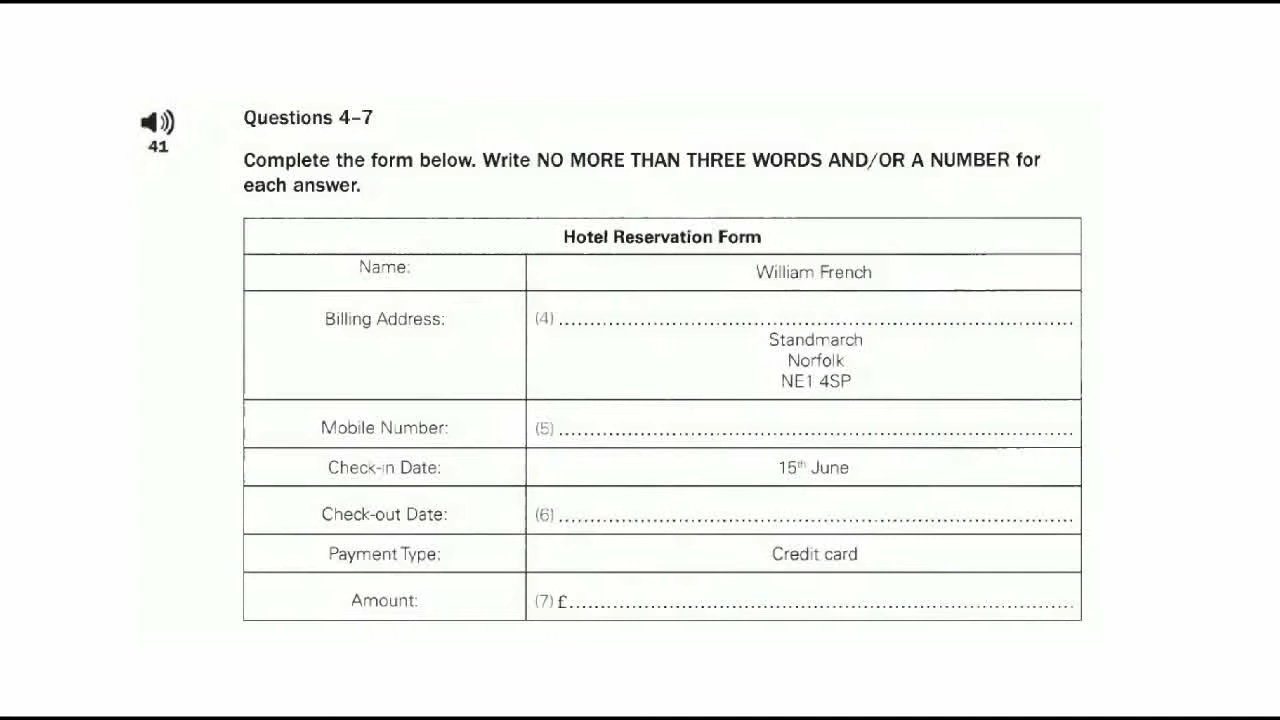 Questions 4–7
41
Complete the form below. Write NO MORE THAN THREE WORDS AND/OR A NUMBER for
each answer.
Hotel Reservation Form
Name: William French
Billing Address: (4) ........................................
Standmarch
Norfolk
NE1 4SP
Mobile Number: (5) ........................................
Check-in Date: 15th June
Check-out Date: (6) ........................................
Payment Type: Credit card
Amount: (7) £........................................